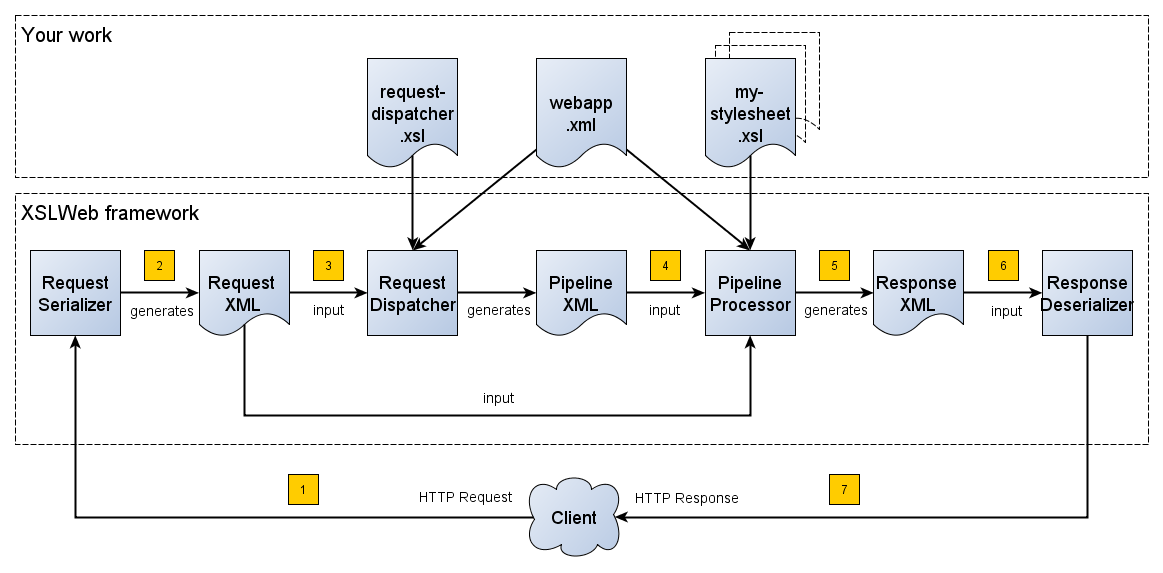 Your work
request-
dispatcher
.xsl
webapp
.xml
my-
stylesheet
.xsl
XSLWeb framework
Request
Serializer
2
generates
Request
XML
3
input
Request
Dispatcher
generates
Pipeline
XML
4
input
Pipeline
Processor
5
generates
Response
XML
6
input
Response
Deserializer
input
1
HTTP Request
Client
HTTP Response
7